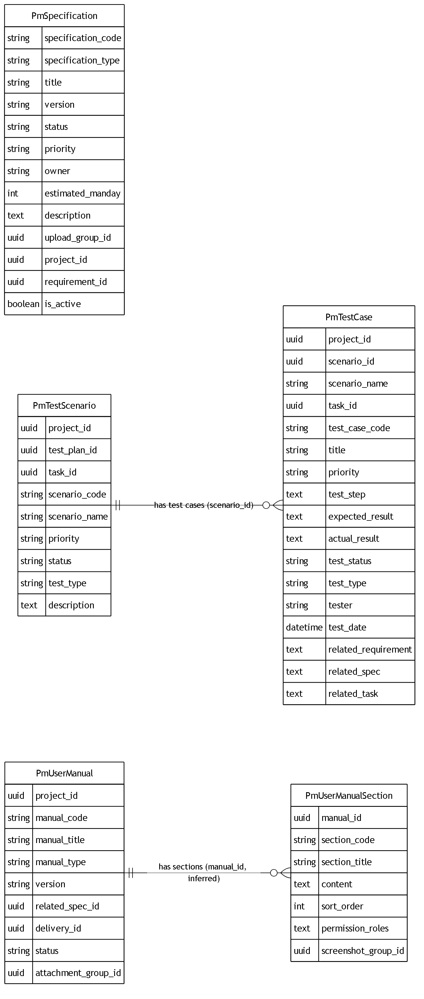 PmSpecification
string specification_code
string specification_type
string title
string version
string status
string priority
string owner
int estimated_manday
text description
uuid upload_group_id
uuid project_id
uuid requirement_id
boolean is_active
PmTestCase
uuid project_id
uuid scenario_id
string scenario_name
uuid task_id
string test_case_code
string title
string priority
text test_step
text expected_result
text actual_result
string test_status
string test_type
string tester
datetime test_date
text related_requirement
text related_spec
text related_task
PmTestScenario
uuid project_id
uuid test_plan_id
uuid task_id
string scenario_code
string scenario_name
string priority
string status
string test_type
text description
has test cases (scenario_id)
PmUserManual
uuid project_id
string manual_code
string manual_title
string manual_type
string version
uuid related_spec_id
uuid delivery_id
string status
uuid attachment_group_id
has sections (manual_id,
inferred)
PmUserManualSection
uuid manual_id
string section_code
string section_title
text content
int sort_order
text permission_roles
uuid screenshot_group_id